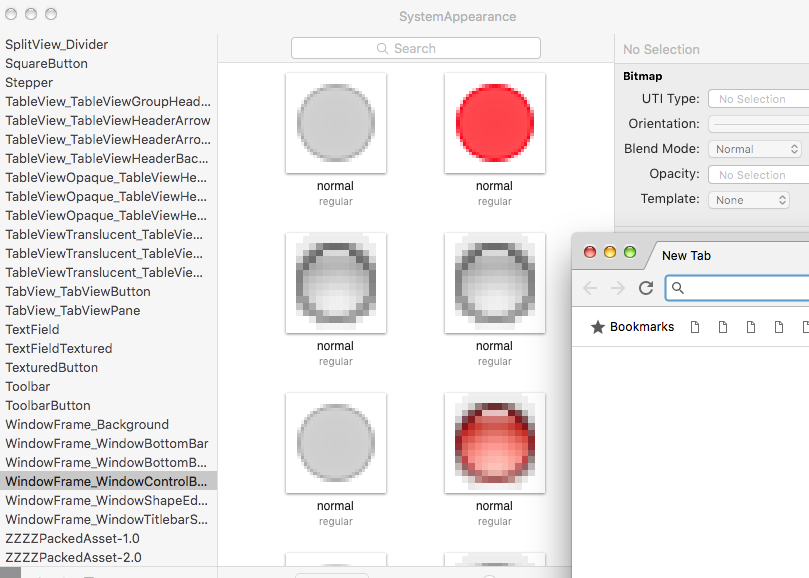 SystemAppearance
SplitView_Divider
SquareButton
Stepper
TableView_TableViewGroupHead...
TableView_TableViewHeaderArrow
TableView_TableViewHeaderArro...
TableView_TableViewHeaderBac...
TableViewOpaque_TableViewHe...
TableViewOpaque_TableViewHe...
TableViewOpaque_TableViewHe...
TableViewTranslucent_TableVie...
TableViewTranslucent_TableVie...
TableViewTranslucent_TableVie...
TabView_TabViewButton
TabView_TabViewPane
TextField
TextFieldTextured
TexturedButton
Toolbar
ToolbarButton
WindowFrame_Background
WindowFrame_WindowBottomBar
WindowFrame_WindowBottomB...
WindowFrame_WindowControlB...
WindowFrame_WindowShapeEd...
WindowFrame_WindowTitlebarS...
ZZZZPackedAsset-1.0
ZZZZPackedAsset-2.0
Search
normal
regular
normal
regular
normal
regular
normal
regular
normal
regular
normal
regular
No Selection
Bitmap
UTI Type: No Selection
Orientation:
Blend Mode: Normal
Opacity: No Selection
Template: None
New Tab
Bookmarks